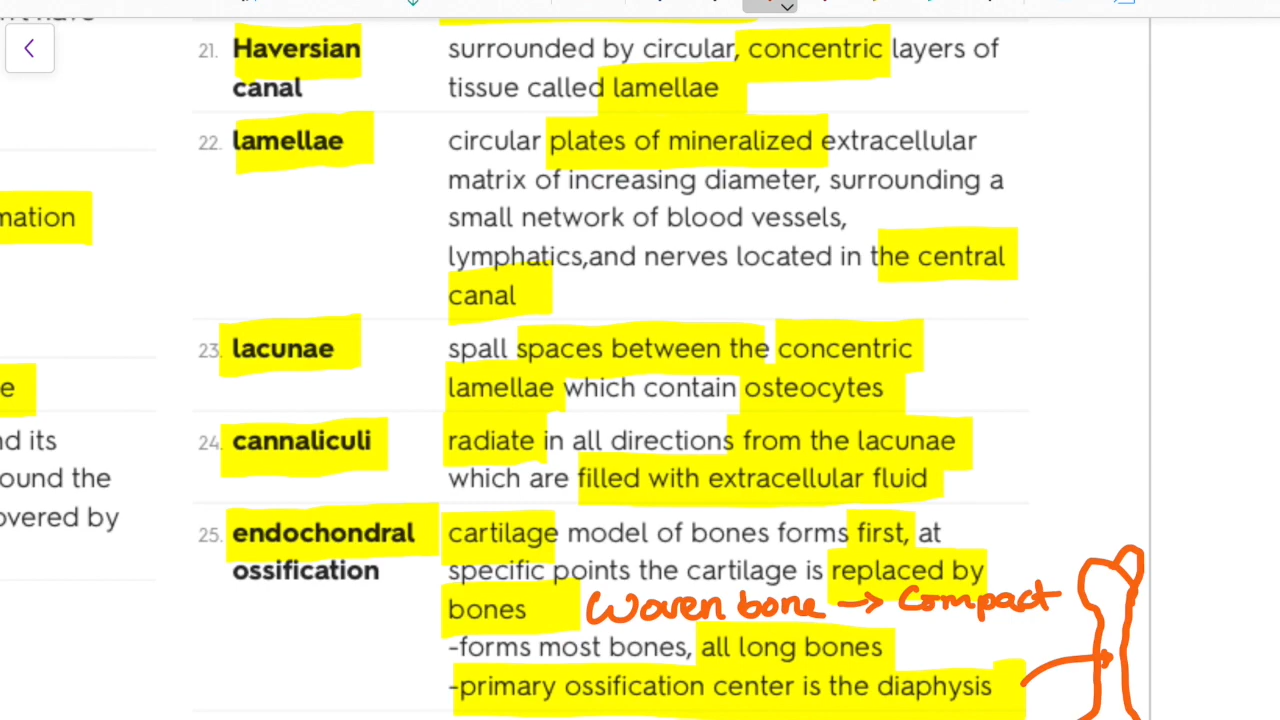 mation
e
nd its
ound the
overed by
21. Haversian canal
surrounded by circular, concentric layers of
tissue called lamellae
22. lamellae
circular plates of mineralized extracellular
matrix of increasing diameter, surrounding a
small network of blood vessels,
lymphatics,and nerves located in the central
canal
23. lacunae
spall spaces between the concentric
lamellae which contain osteocytes
24. cannaliculi
radiate in all directions from the lacunae
which are filled with extracellular fluid
25. endochondral ossification
cartilage model of bones forms first, at
specific points the cartilage is replaced by
bones
Woven bone → Compact
-forms most bones, all long bones
-primary ossification center is the diaphysis